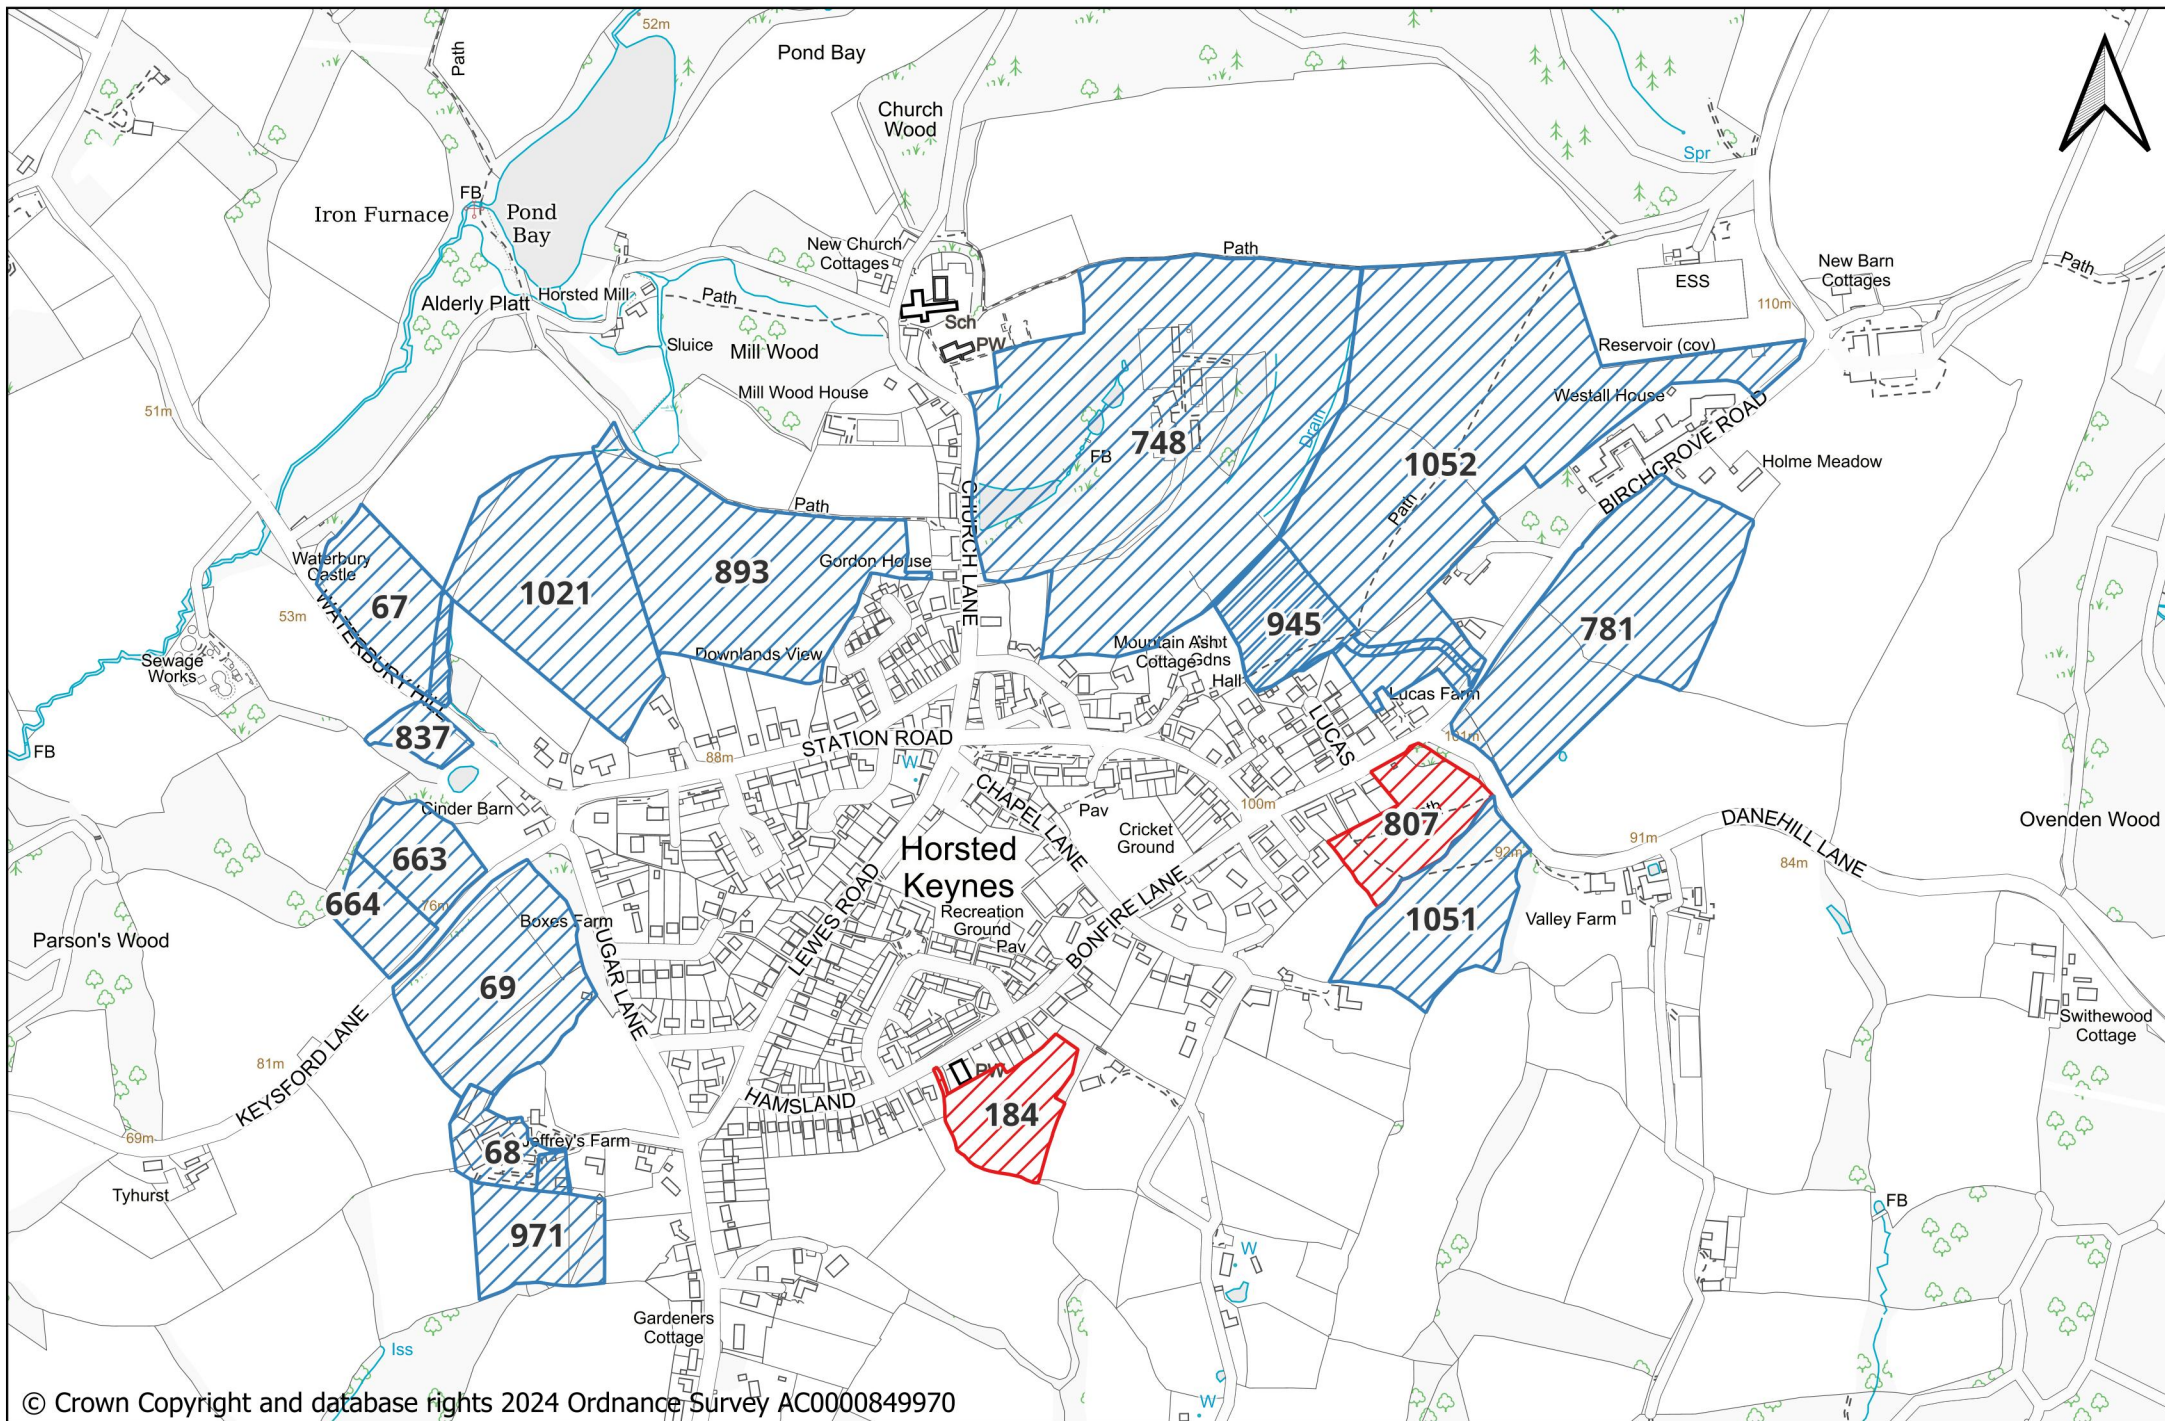 52m
Pond Bay
Path
Church
Wood
Spr
FB
Iron Furnace
Pond
Bay
New Church
Cottages
Path
Path
New Barn
Cottages
ESS
110m
Alderly Platt
Horsted Mill
Path
Sch
PW
Sluice
Mill Wood
Reservoir (cov)
Mill Wood House
Westall House
51m
748
FB
Drain
1052
BIRCHGROVE ROAD
Holme Meadow
Path
Path
CHURCH LANE
Waterbury
Castle
Gordon House
893
1021
67
53m
WATERBURY HILL
945
781
Sewage
Works
Downlands View
Mountain Ash
Cottage
Gdns
Hall
Lucas Farm
FB
837
STATION ROAD
88m
W
LUCAS
101m
Cinder Barn
CHAPEL LANE
Pav
100m
Cricket
Ground
807
DANEHILL LANE
91m
92m
84m
Ovenden Wood
663
664
76m
Horsted
Keynes
Boxes Farm
LEWES ROAD
Recreation
Ground
Pav
BONFIRE LANE
1051
Valley Farm
Parson's Wood
69
SUGAR LANE
KEYSFORD LANE
81m
Swithewood
Cottage
PW
HAMSLAND
184
69m
68
Jeffrey's Farm
Tyhurst
FB
971
W
Gardeners
Cottage
Iss
W
© Crown Copyright and database rights 2024 Ordnance Survey AC0000849970